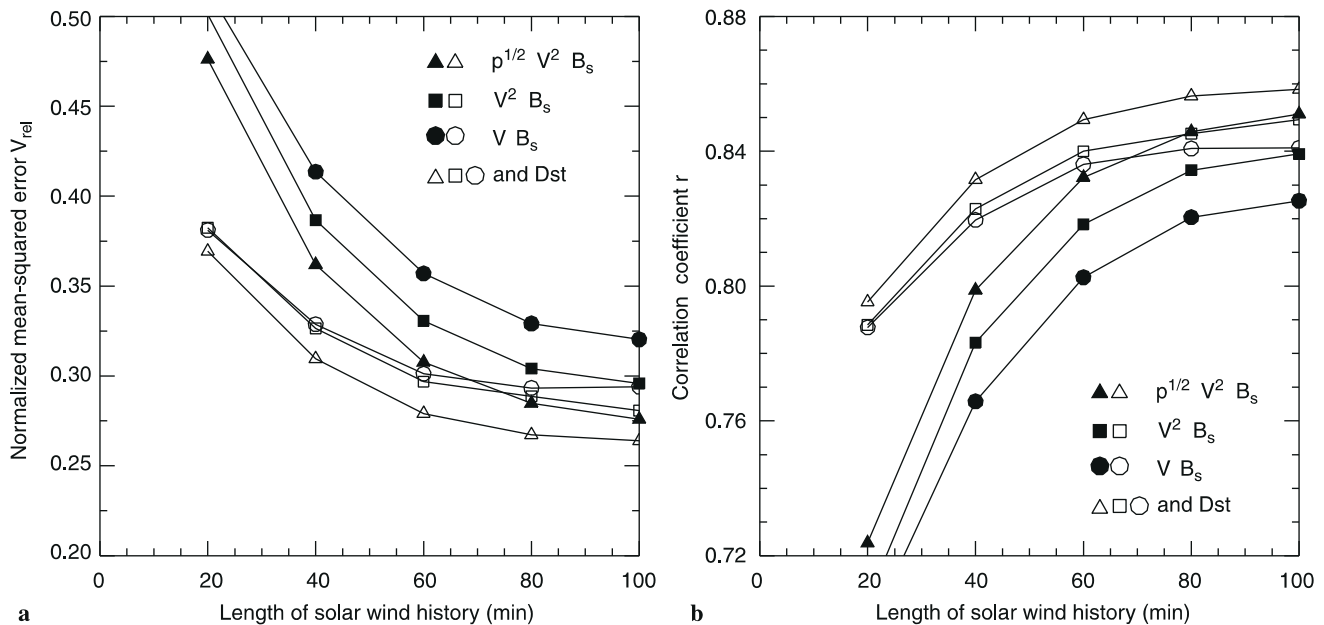 Normalized mean-squared error V_rel
0.50
0.45
0.40
0.35
0.30
0.25
0.20
p^1/2 V^2 B_s
V^2 B_s
V B_s
and Dst
0 20 40 60 80 100
Length of solar wind history (min)
a
Correlation coefficient r
0.88
0.84
0.80
0.76
0.72
p^1/2 V^2 B_s
V^2 B_s
V B_s
and Dst
0 20 40 60 80 100
Length of solar wind history (min)
b